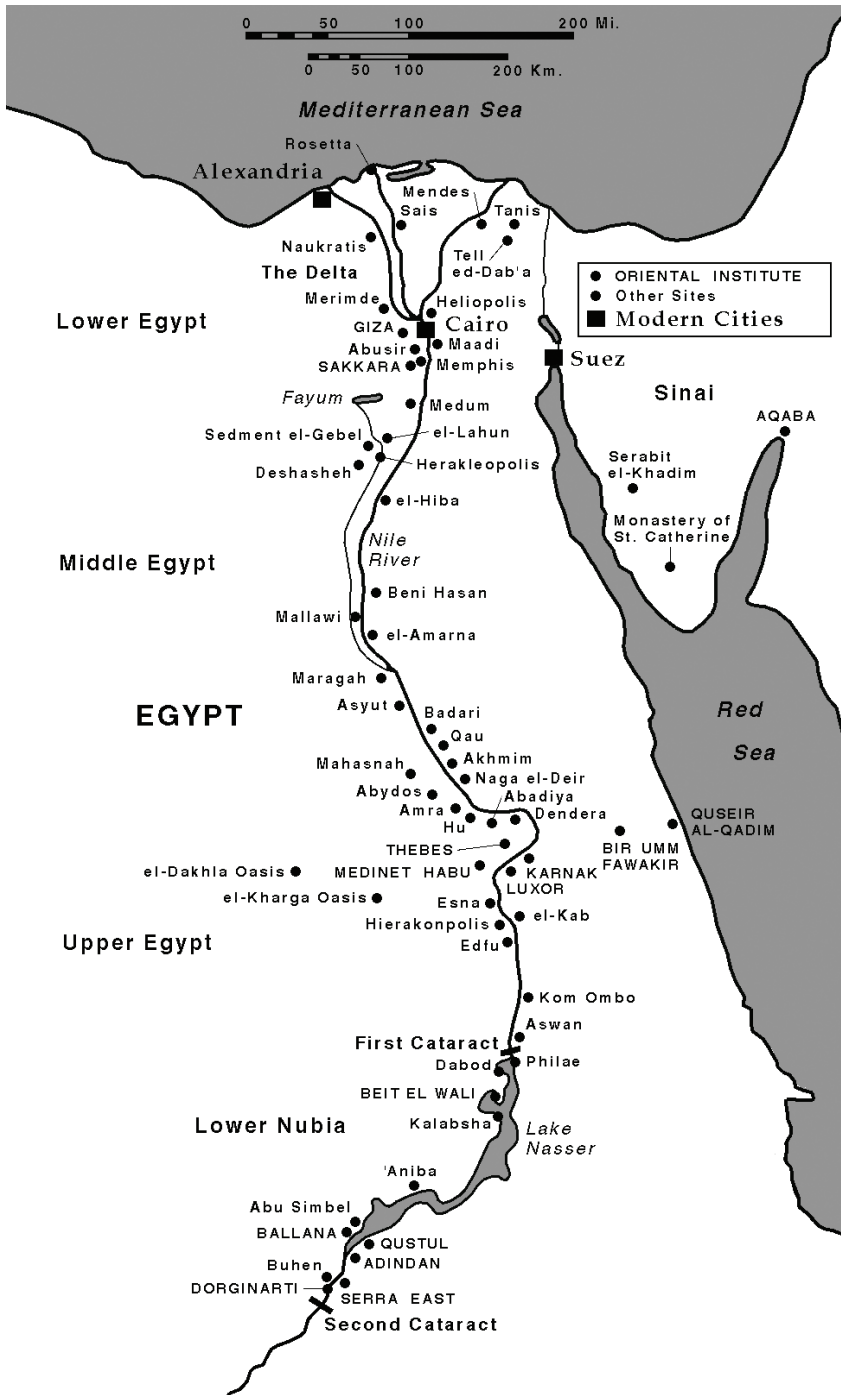 0 50 100 200 Mi.
0 50 100 200 Km.
Mediterranean Sea
Rosetta
Alexandria
Mendes
Sais
Tanis
Naukratis
Tell
ed-Dab'a
The Delta
ORIENTAL INSTITUTE
Other Sites
Modern Cities
Merimde
Heliopolis
Lower Egypt
GIZA
Cairo
Abusir
Maadi
SAKKARA
Memphis
Suez
Fayum
Medum
Sinai
AQABA
Sedment el-Gebel
el-Lahun
Deshasheh
Herakleopolis
Serabit
el-Khadim
el-Hiba
Monastery of
St. Catherine
Nile
River
Middle Egypt
Beni Hasan
Mallawi
el-Amarna
Maragah
Asyut
EGYPT
Badari
Red
Sea
Qau
Akhmim
Mahasnah
Naga el-Deir
Abydos
Abadiya
Amra
Dendera
Hu
QUSEIR
AL-QADIM
THEBES
BIR UMM
FAWAKIR
el-Dakhla Oasis
MEDINET HABU
KARNAK
LUXOR
el-Kharga Oasis
Esna
el-Kab
Hierakonpolis
Upper Egypt
Edfu
Kom Ombo
Aswan
First Cataract
Dabod
Philae
BEIT EL WALI
Kalabsha
Lower Nubia
Lake
Nasser
'Aniba
Abu Simbel
BALLANA
QUSTUL
ADINDAN
Buhen
DORGINARTI
SERRA EAST
Second Cataract